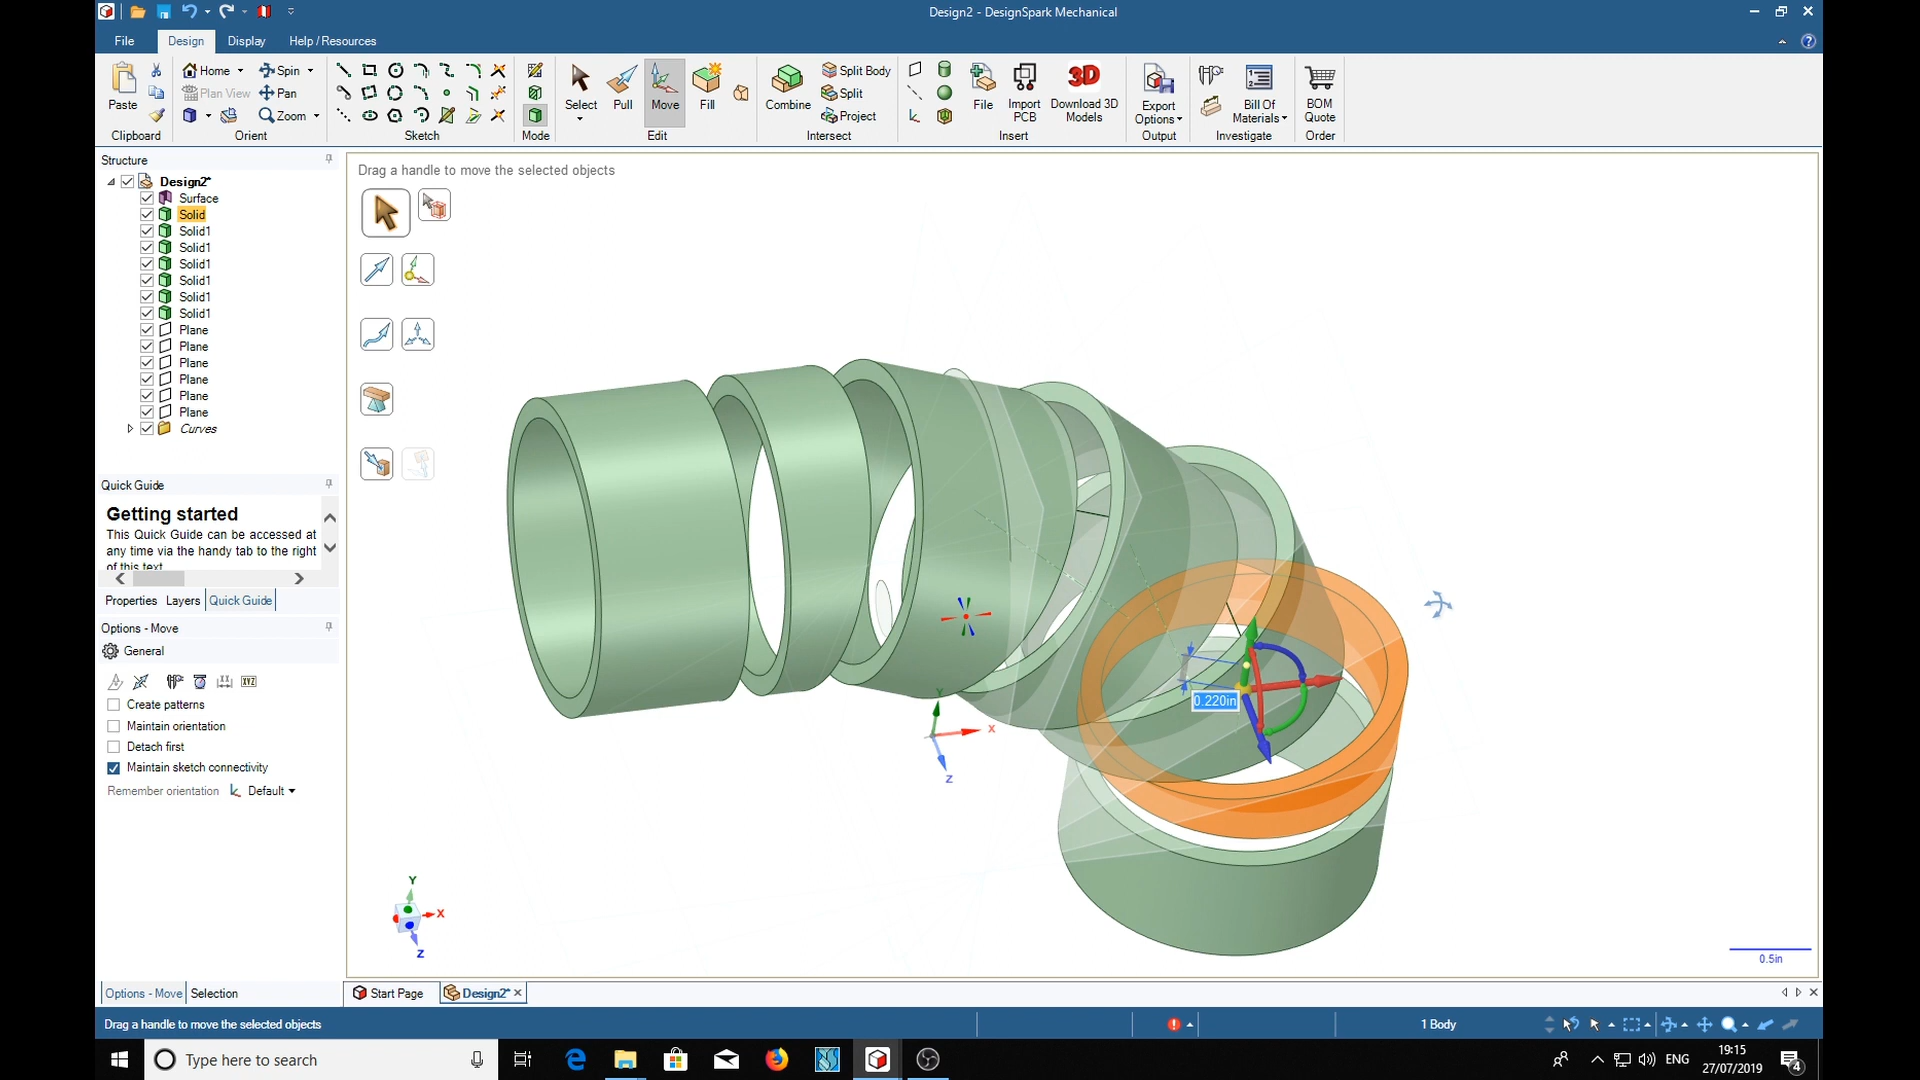 Design2 - DesignSpark Mechanical
File Design Display Help / Resources
Paste
Clipboard
Home Spin
Plan View Pan
Zoom
Orient
Sketch
Mode
Select Pull Move Fill
Edit
Combine
Split Body
Split
Project
Intersect
File
Import PCB
3D
Download 3D Models
Insert
Export Options
Output
Bill Of Materials
Investigate
BOM Quote
Order
Structure
Design2*
Surface
Solid
Solid1
Solid1
Solid1
Solid1
Solid1
Solid1
Plane
Plane
Plane
Plane
Plane
Plane
Curves
Quick Guide
Getting started
This Quick Guide can be accessed at
any time via the handy tab to the right
of this text
Properties Layers Quick Guide
Options - Move
General
XYZ
Create patterns
Maintain orientation
Detach first
Maintain sketch connectivity
Remember orientation Default
Options - Move Selection
Drag a handle to move the selected objects
0.220in
Y
X
Z
Y
X
Z
0.5in
Start Page Design2*
Drag a handle to move the selected objects
1 Body
Type here to search
ENG
19:15
27/07/2019
4